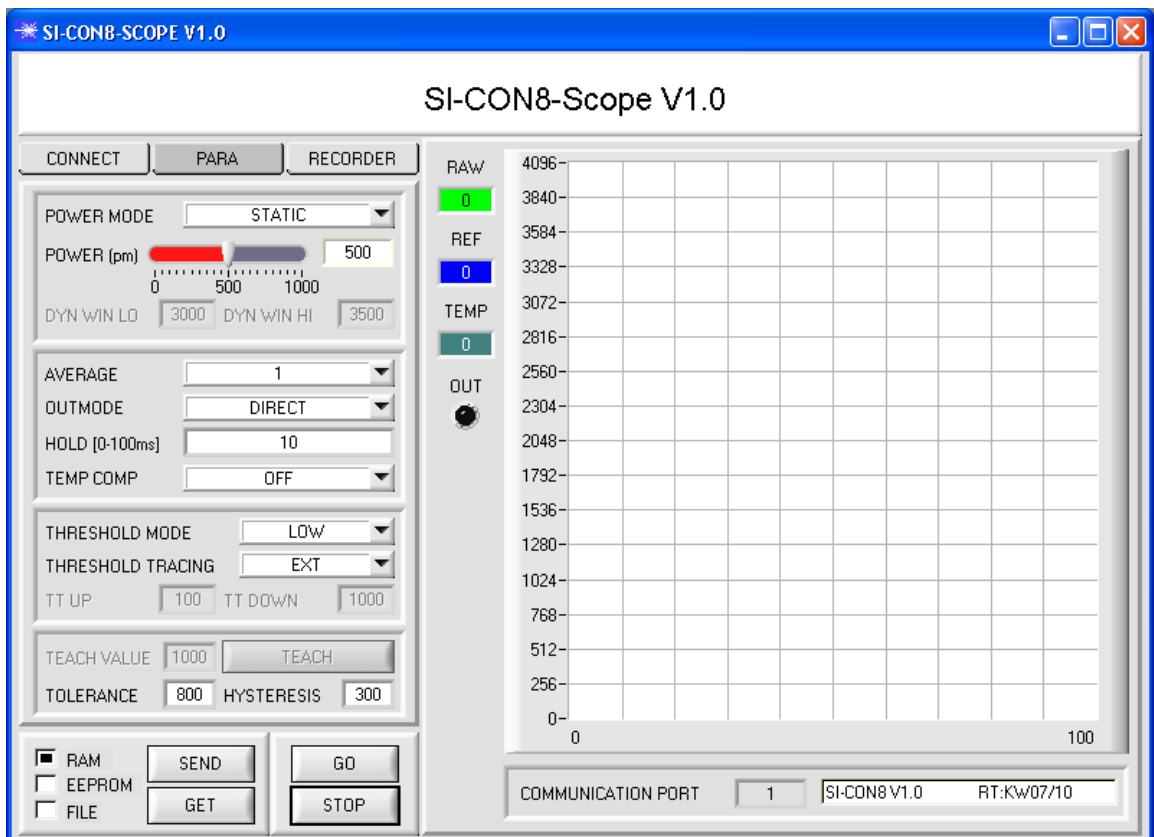 SI-CON8-SCOPE V1.0
SI-CON8-Scope V1.0
CONNECT PARA RECORDER
POWER MODE STATIC
POWER (pm) 500
0 500 1000
DYN WIN LO 3000 DYN WIN HI 3500
AVERAGE 1
OUTMODE DIRECT
HOLD [0-100ms] 10
TEMP COMP OFF
THRESHOLD MODE LOW
THRESHOLD TRACING EXT
TT UP 100 TT DOWN 1000
TEACH VALUE 1000 TEACH
TOLERANCE 800 HYSTERESIS 300
RAM
EEPROM
FILE
SEND
GET
GO
STOP
RAW
0
REF
0
TEMP
0
OUT
4096
3840
3584
3328
3072
2816
2560
2304
2048
1792
1536
1280
1024
768
512
256
0
0 100
COMMUNICATION PORT 1 SI-CON8 V1.0 RT:KW07/10